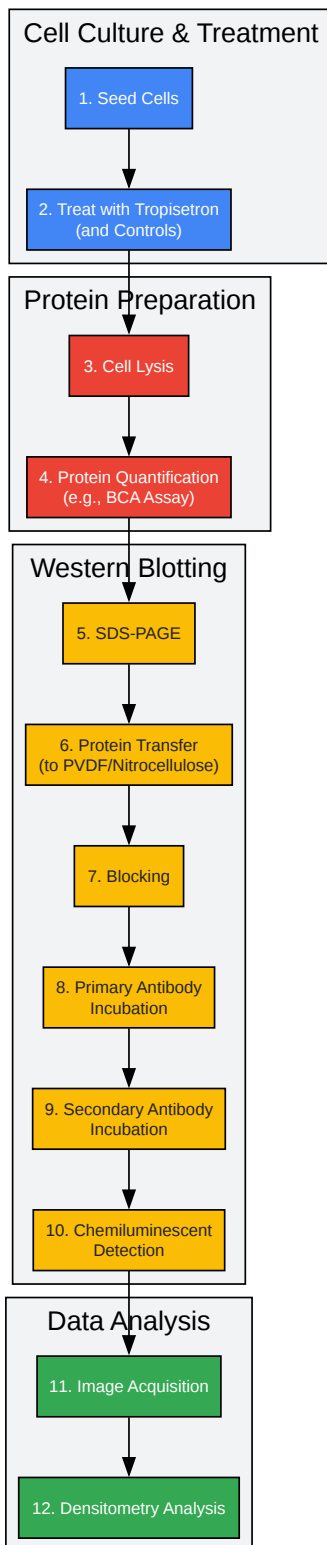 Cell Culture & Treatment
1. Seed Cells
2. Treat with Tropisetron
(and Controls)
Protein Preparation
3. Cell Lysis
4. Protein Quantification
(e.g., BCA Assay)
Western Blotting
5. SDS-PAGE
6. Protein Transfer
(to PVDF/Nitrocellulose)
7. Blocking
8. Primary Antibody
Incubation
9. Secondary Antibody
Incubation
10. Chemiluminescent
Detection
Data Analysis
11. Image Acquisition
12. Densitometry Analysis